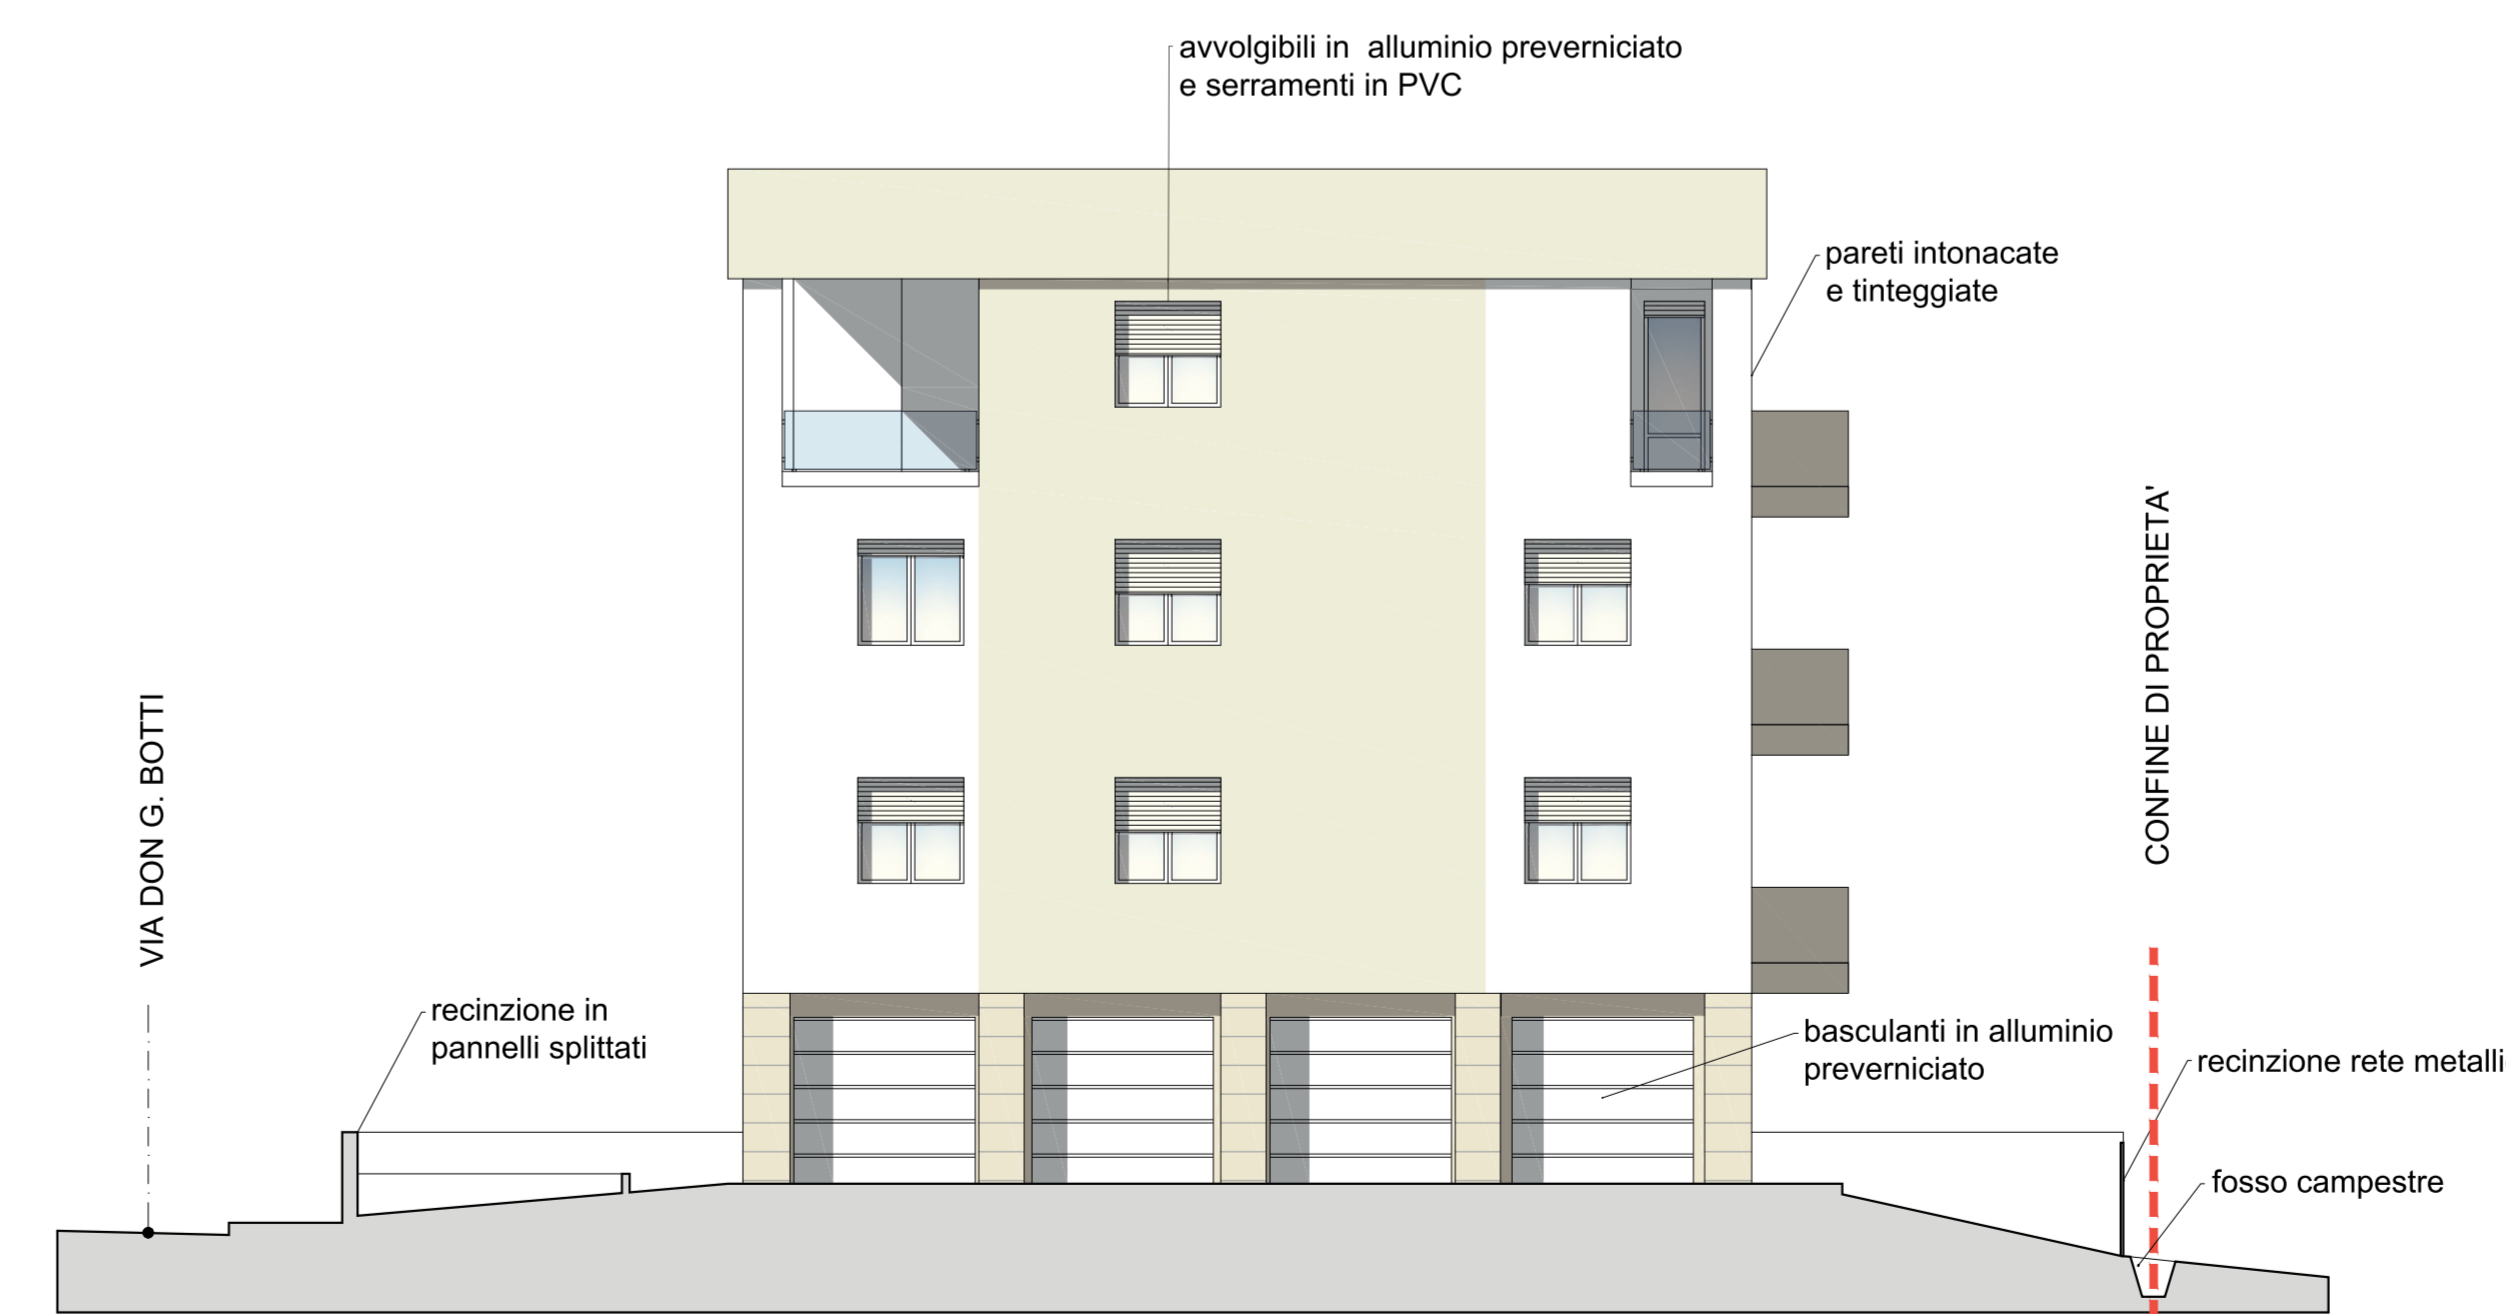 avvolgibili in alluminio preverniciato
e serramenti in PVC
pareti intonacate
e tinteggiate
CONFINE DI PROPRIETA'
VIA DON G. BOTTI
recinzione in
pannelli splittati
basculanti in alluminio
preverniciato
recinzione rete metalli
fosso campestre